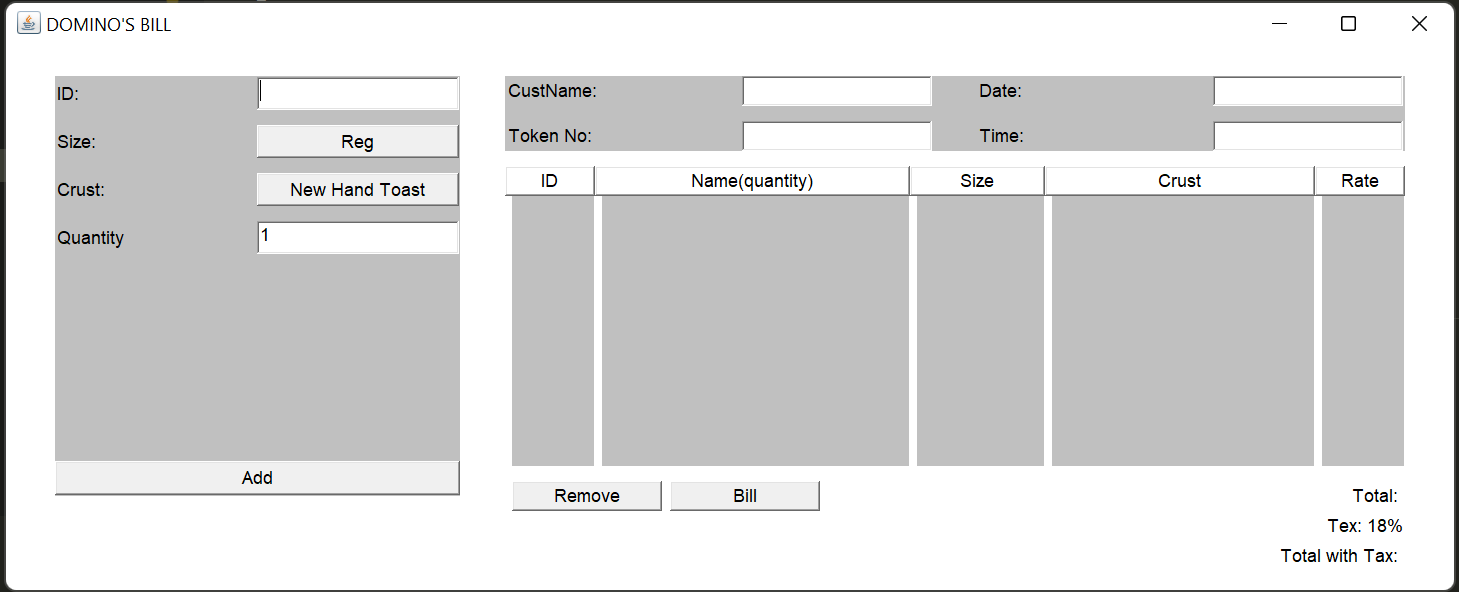 DOMINO'S BILL
ID:
Size: Reg
Crust: New Hand Toast
Quantity 1
Add
CustName: Date:
Token No: Time:
ID Name(quantity) Size Crust Rate
Remove Bill
Total:
Tex: 18%
Total with Tax: